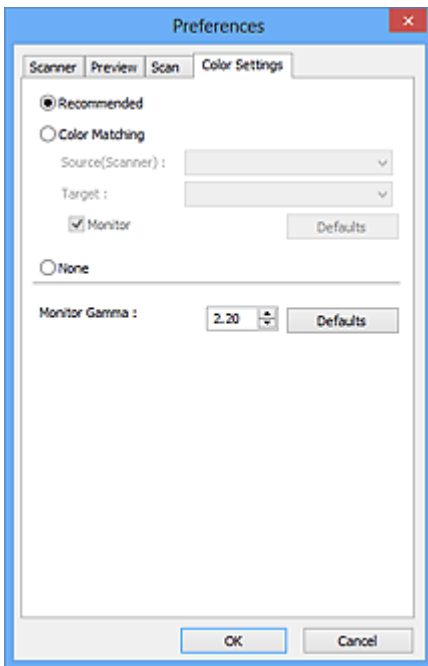 Preferences
Scanner Preview Scan Color Settings
Recommended
Color Matching
Source(Scanner) :
Target :
Monitor Defaults
None
Monitor Gamma : 2.20 Defaults
OK Cancel